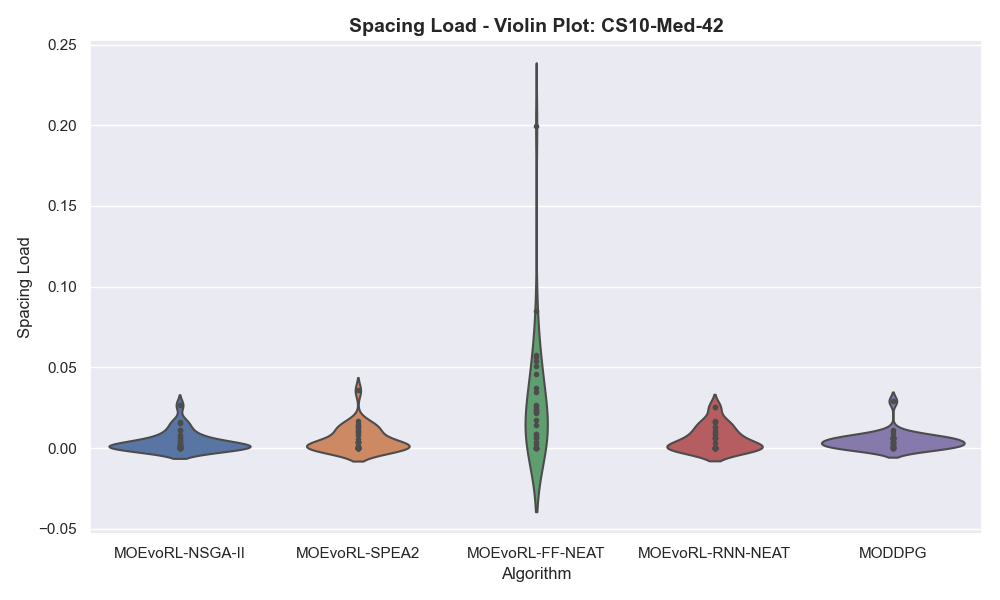 Spacing Load - Violin Plot: CS10-Med-42
0.25
0.20
0.15
0.10
0.05
0.00
−0.05
Spacing Load
MOEvoRL-NSGA-II MOEvoRL-SPEA2 MOEvoRL-FF-NEAT MOEvoRL-RNN-NEAT MODDPG
Algorithm